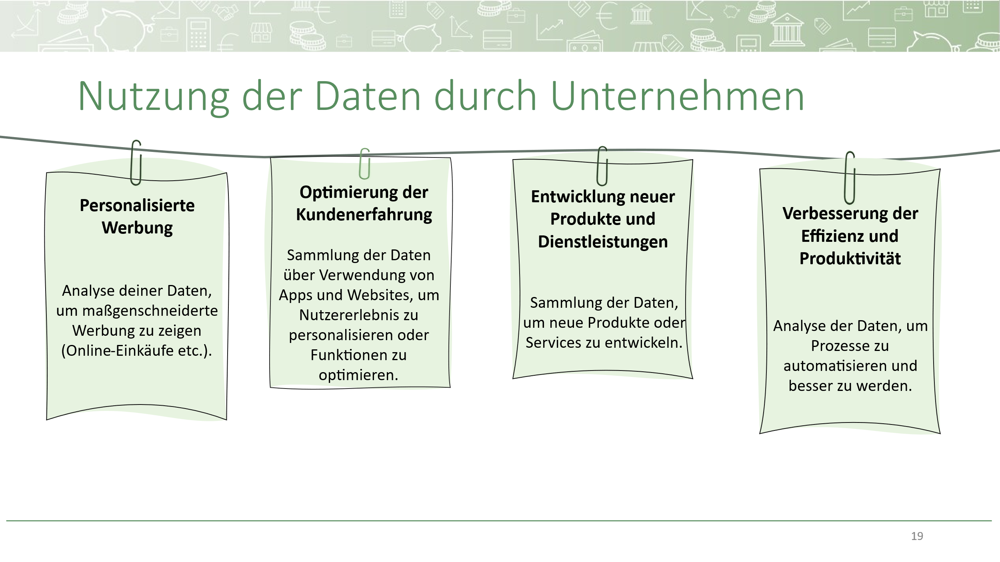 Nutzung der Daten durch Unternehmen
Personalisierte
Werbung
Analyse deiner Daten,
um maßgenschneiderte
Werbung zu zeigen
(Online-Einkäufe etc.).
Optimierung der
Kundenerfahrung
Sammlung der Daten
über Verwendung von
Apps und Websites, um
Nutzererlebnis zu
personalisieren oder
Funktionen zu
optimieren.
Entwicklung neuer
Produkte und
Dienstleistungen
Sammlung der Daten,
um neue Produkte oder
Services zu entwickeln.
Verbesserung der
Effizienz und
Produktivität
Analyse der Daten, um
Prozesse zu
automatisieren und
besser zu werden.
19